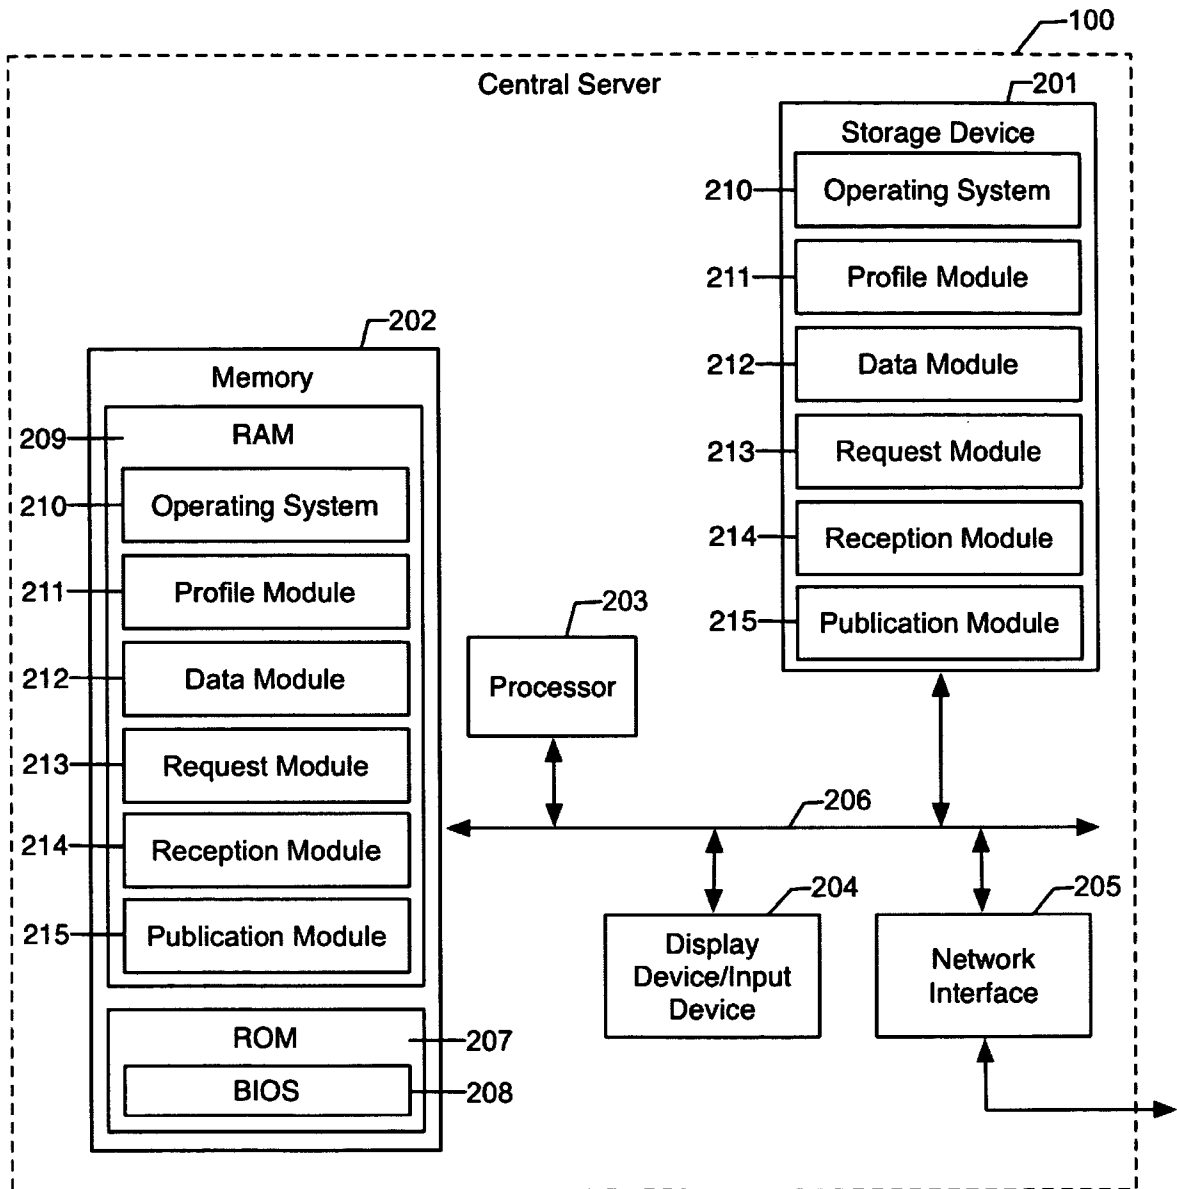 100
Central Server
201
Storage Device
210
Operating System
211
Profile Module
212
Data Module
213
Request Module
214
Reception Module
215
Publication Module
202
Memory
209
RAM
210
Operating System
211
Profile Module
212
Data Module
213
Request Module
214
Reception Module
215
Publication Module
ROM
207
BIOS
208
203
Processor
206
204
Display
Device/Input
Device
205
Network
Interface